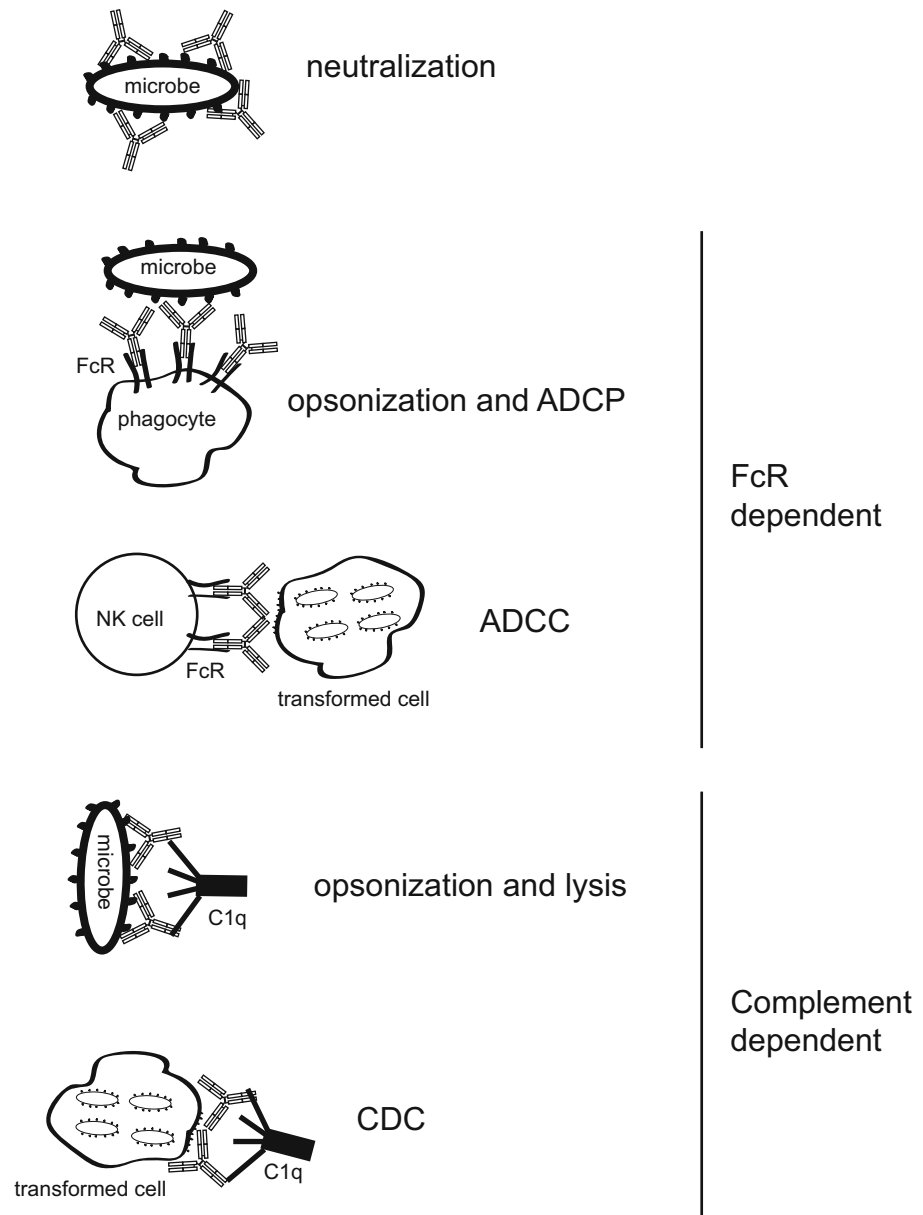 microbe
neutralization
microbe
FcR
phagocyte
opsonization and ADCP
FcR
dependent
NK cell
FcR
transformed cell
ADCC
microbe
C1q
opsonization and lysis
Complement
dependent
CDC
C1q
transformed cell